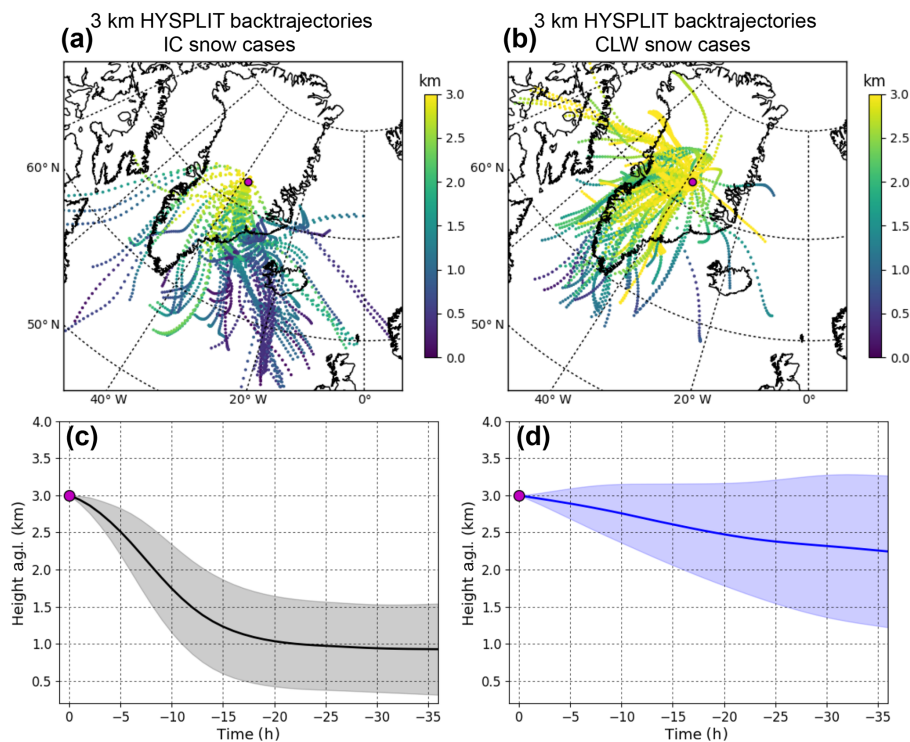 3 km HYSPLIT backtrajectories
IC snow cases
(a)
km
3.0
2.5
2.0
1.5
1.0
0.5
0.0
60° N
50° N
40° W
20° W
0°
3 km HYSPLIT backtrajectories
CLW snow cases
(b)
km
3.0
2.5
2.0
1.5
1.0
0.5
0.0
60° N
50° N
40° W
20° W
0°
(c)
Height a.g.l. (km)
4.0
3.5
3.0
2.5
2.0
1.5
1.0
0.5
0
−5
−10
−15
−20
−25
−30
−35
Time (h)
(d)
Height a.g.l. (km)
4.0
3.5
3.0
2.5
2.0
1.5
1.0
0.5
0
−5
−10
−15
−20
−25
−30
−35
Time (h)